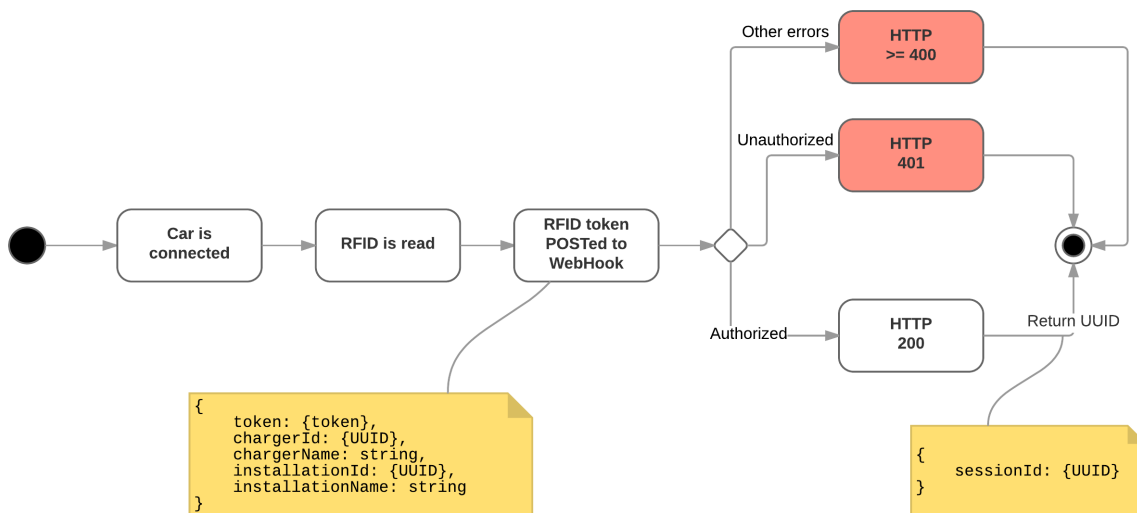 Other errors
HTTP
>= 400
Unauthorized
HTTP
401
Car is
connected
RFID is read
RFID token
POSTed to
WebHook
Authorized
HTTP
200
Return UUID
{
    token: {token},
    chargerId: {UUID},
    chargerName: string,
    installationId: {UUID},
    installationName: string
}
{
    sessionId: {UUID}
}